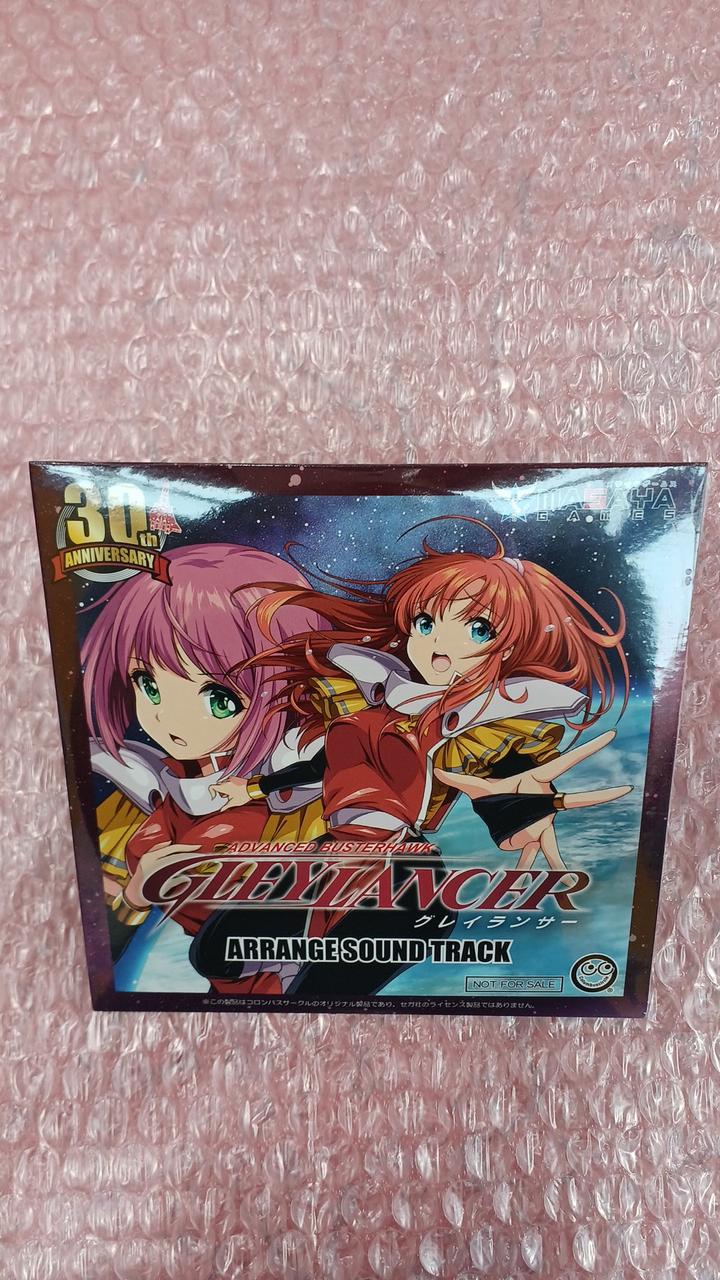 30th
ANNIVERSARY
MASAYA
GAMES
ADVANCED BUSTERHAWK
GLEYLANCER
グレイランサー
ARRANGE SOUND TRACK
NOT FOR SALE
®
※この製品はコロンバスサークルのオリジナル製品であり、セガ社のライセンス製品ではありません。